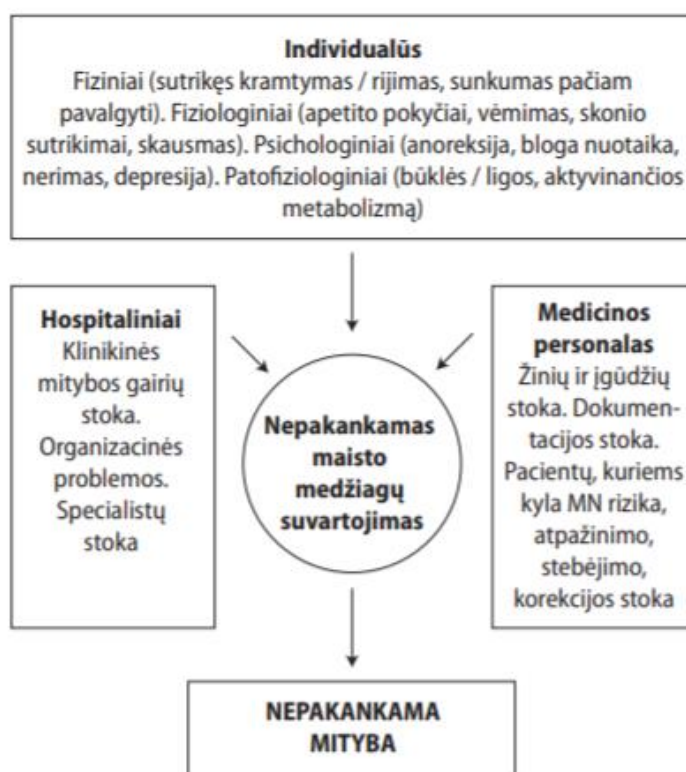 Individualūs
Fiziniai (sutrikęs kramtymas / rijimas, sunkumas pačiam
pavalgyti). Fiziologiniai (apetito pokyčiai, vėmimas, skonio
sutrikimai, skausmas). Psichologiniai (anoreksija, bloga nuotaika,
nerimas, depresija). Patofiziologiniai (būklės / ligos, aktyvinančios
metabolizmą)
Hospitaliniai
Klinikinės
mitybos gairių
stoka.
Organizacinės
problemos.
Specialistų
stoka
Nepakankamas
maisto
medžiagų
suvartojimas
Medicinos
personalas
Žinių ir įgūdžių
stoka. Dokumen-
tacijos stoka.
Pacientų, kuriems
kyla MN rizika,
atpažinimo,
stebėjimo,
korekcijos stoka
NEPAKANKAMA
MITYBA